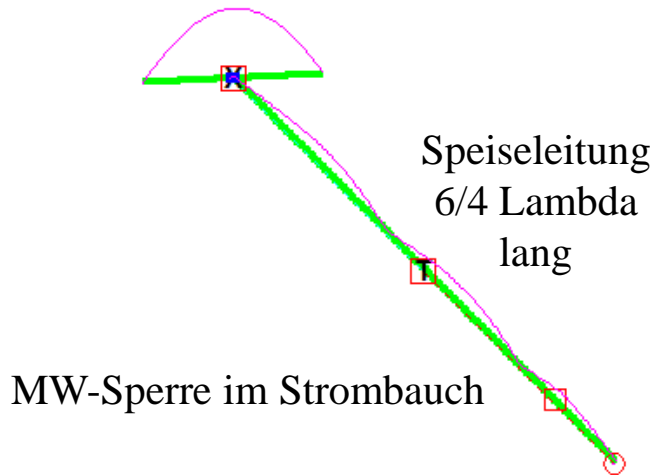 X
Speiseleitung
6/4 Lambda
lang
T
MW-Sperre im Strombauch